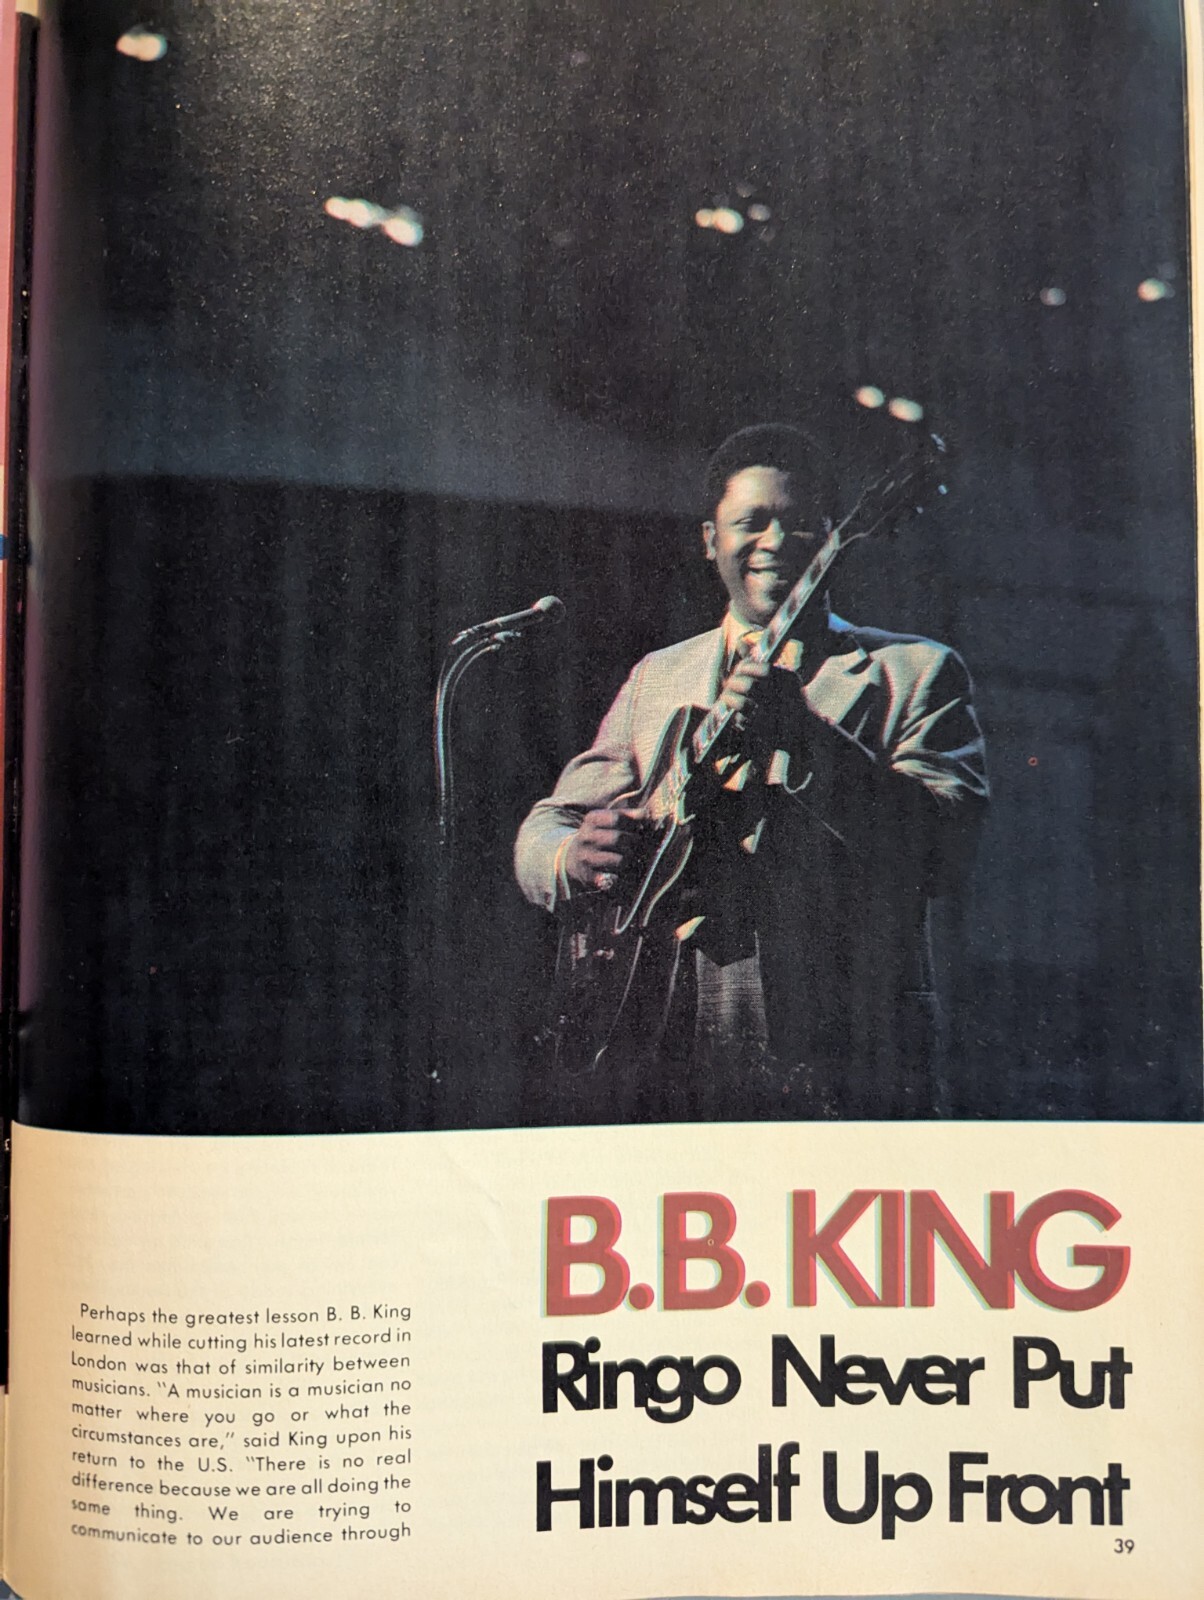 B.B. KING
Ringo Never Put
Himself Up Front
Perhaps the greatest lesson B. B. King
learned while cutting his latest record in
London was that of similarity between
musicians. "A musician is a musician no
matter where you go or what the
circumstances are," said King upon his
return to the U.S. "There is no real
difference because we are all doing the
same thing. We are trying to
communicate to our audience through
39